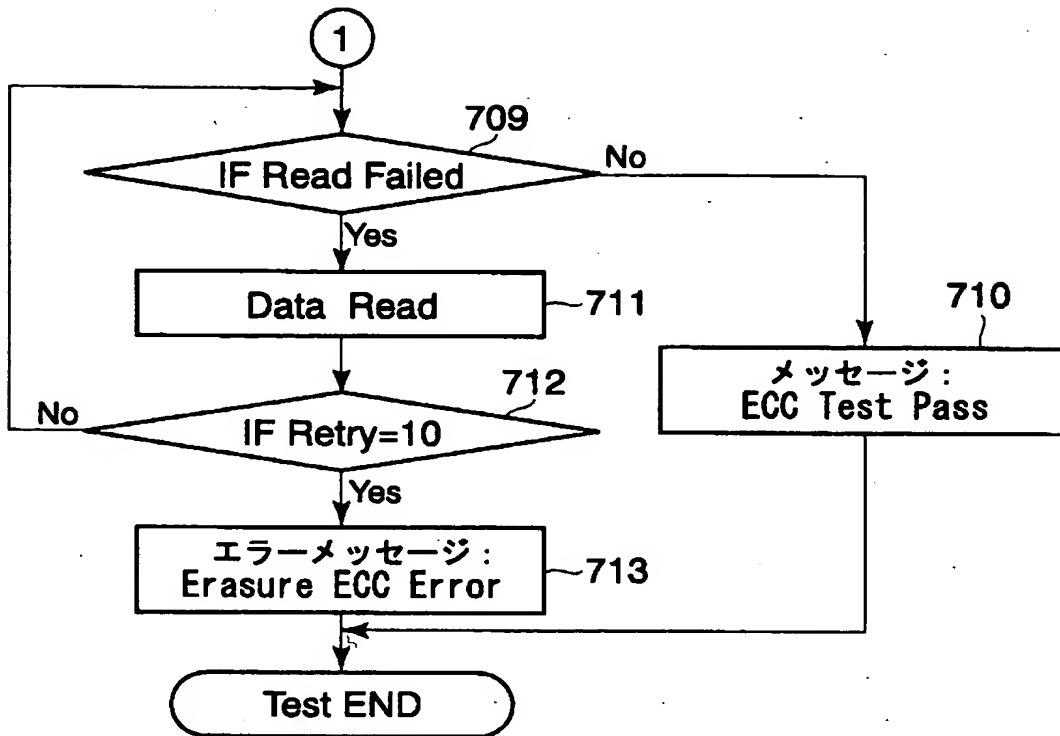 1
709
IF Read Failed
No
Yes
Data Read
711
710
メッセージ:
ECC Test Pass
712
No
IF Retry=10
Yes
エラーメッセージ:
Erasure ECC Error
713
Test END